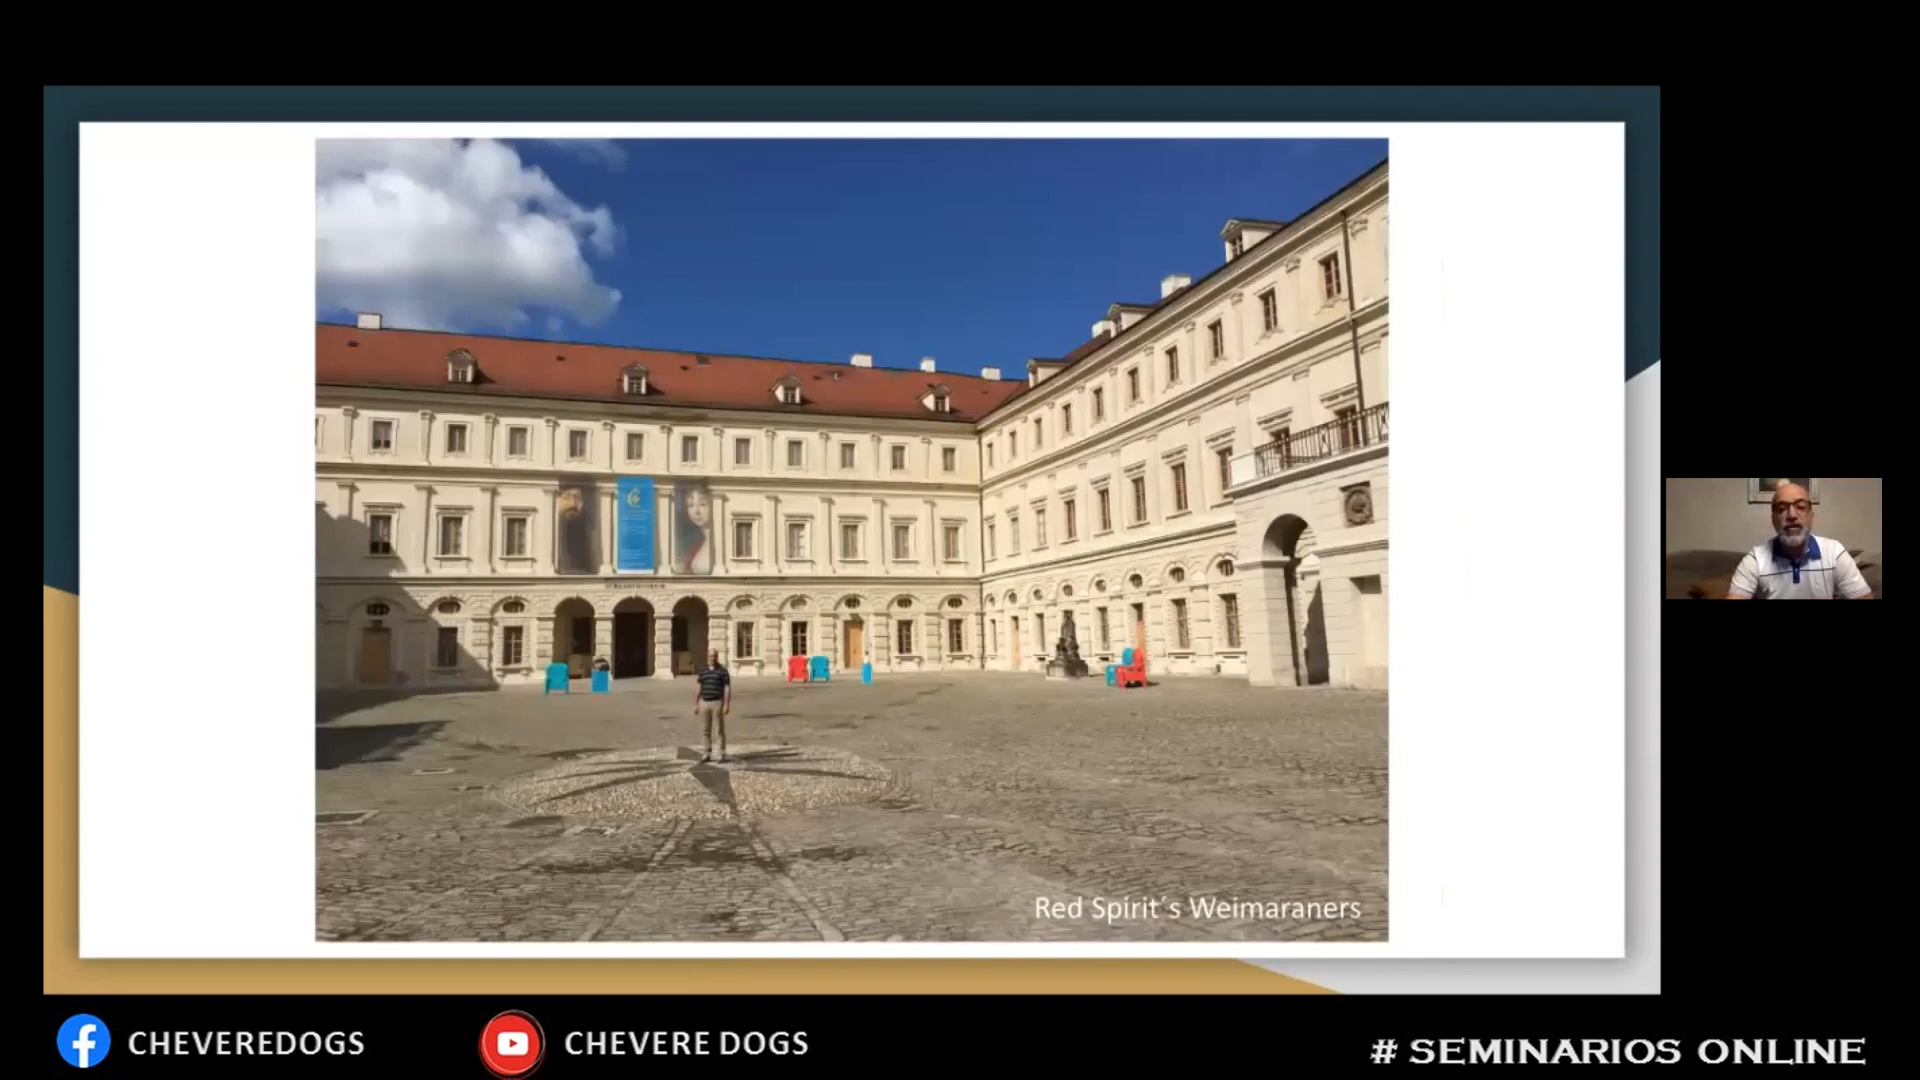 Red Spirit´s Weimaraners
CHEVEREDOGS
CHEVERE DOGS
# SEMINARIOS ONLINE